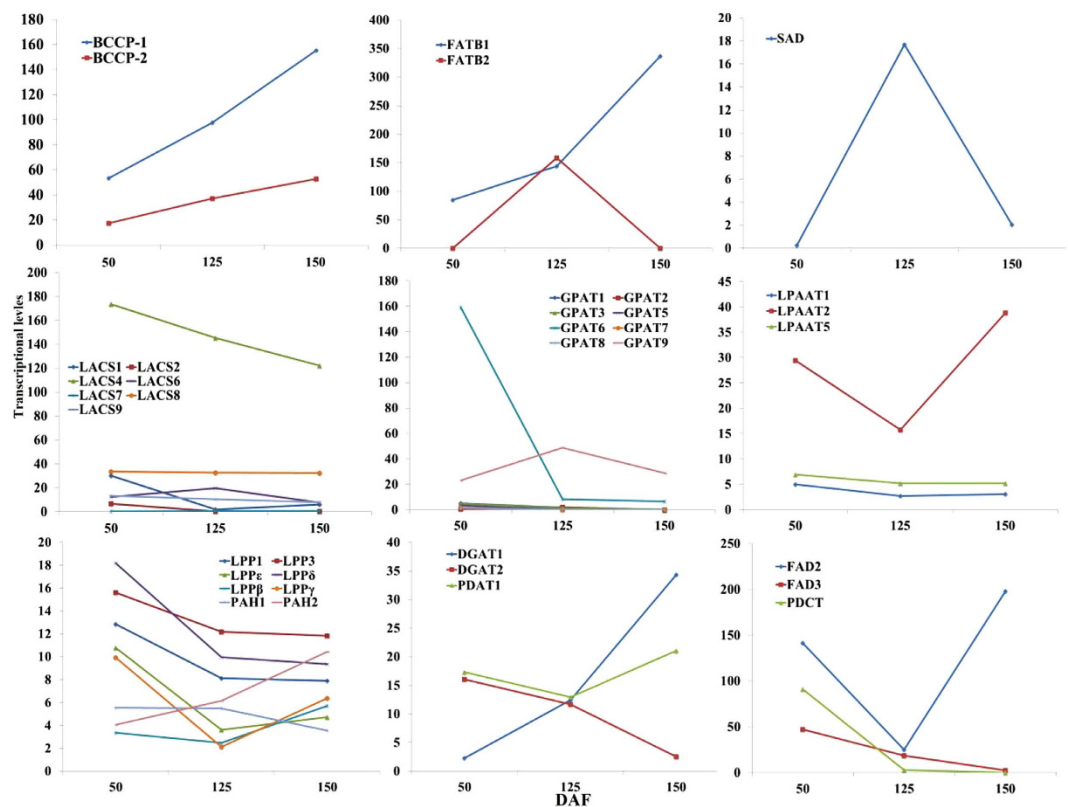 180
160
140
120
100
80
60
40
20
0
BCCP-1
BCCP-2
50 125 150
400
350
300
250
200
150
100
50
0
FATB1
FATB2
50 125 150
20
18
16
14
12
10
8
6
4
2
0
SAD
50 125 150
Transcriptional levles
200
180
160
140
120
100
80
60
40
20
0
LACS1 LACS2
LACS4 LACS6
LACS7 LACS8
LACS9
50 125 150
180
160
140
120
100
80
60
40
20
0
GPAT1 GPAT2
GPAT3 GPAT5
GPAT6 GPAT7
GPAT8 GPAT9
50 125 150
45
40
35
30
25
20
15
10
5
0
LPAAT1
LPAAT2
LPAAT5
50 125 150
20
18
16
14
12
10
8
6
4
2
0
LPP1 LPP3
LPPε LPPδ
LPPβ LPPγ
PAH1 PAH2
50 125 150
40
35
30
25
20
15
10
5
0
DGAT1
DGAT2
PDAT1
50 125 150
250
200
150
100
50
0
FAD2
FAD3
PDCT
50 125 150
DAF